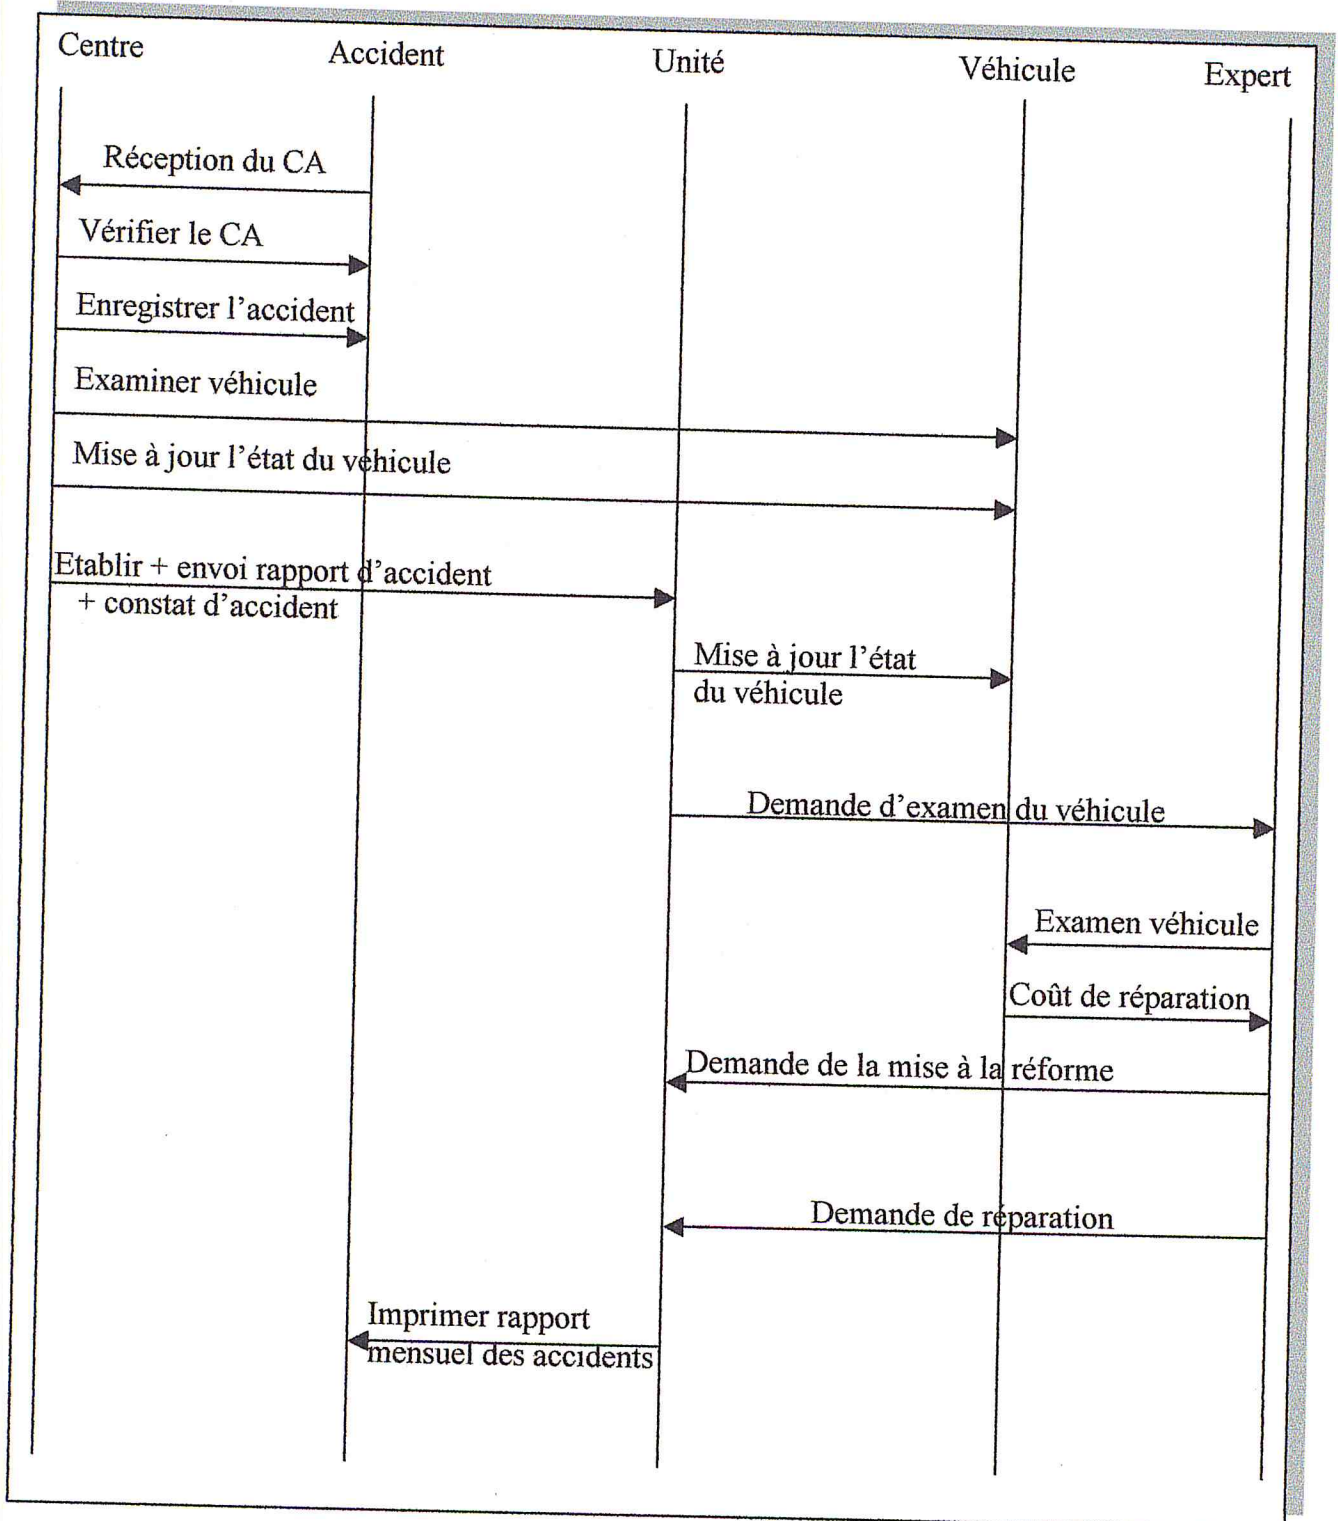 Centre Accident Unité Véhicule Expert
Réception du CA
Vérifier le CA
Enregistrer l'accident
Examiner véhicule
Mise à jour l'état du véhicule
Etablir + envoi rapport d'accident
+ constat d'accident
Mise à jour l'état
du véhicule
Demande d'examen du véhicule
Examen véhicule
Coût de réparation
Demande de la mise à la réforme
Demande de réparation
Imprimer rapport
mensuel des accidents